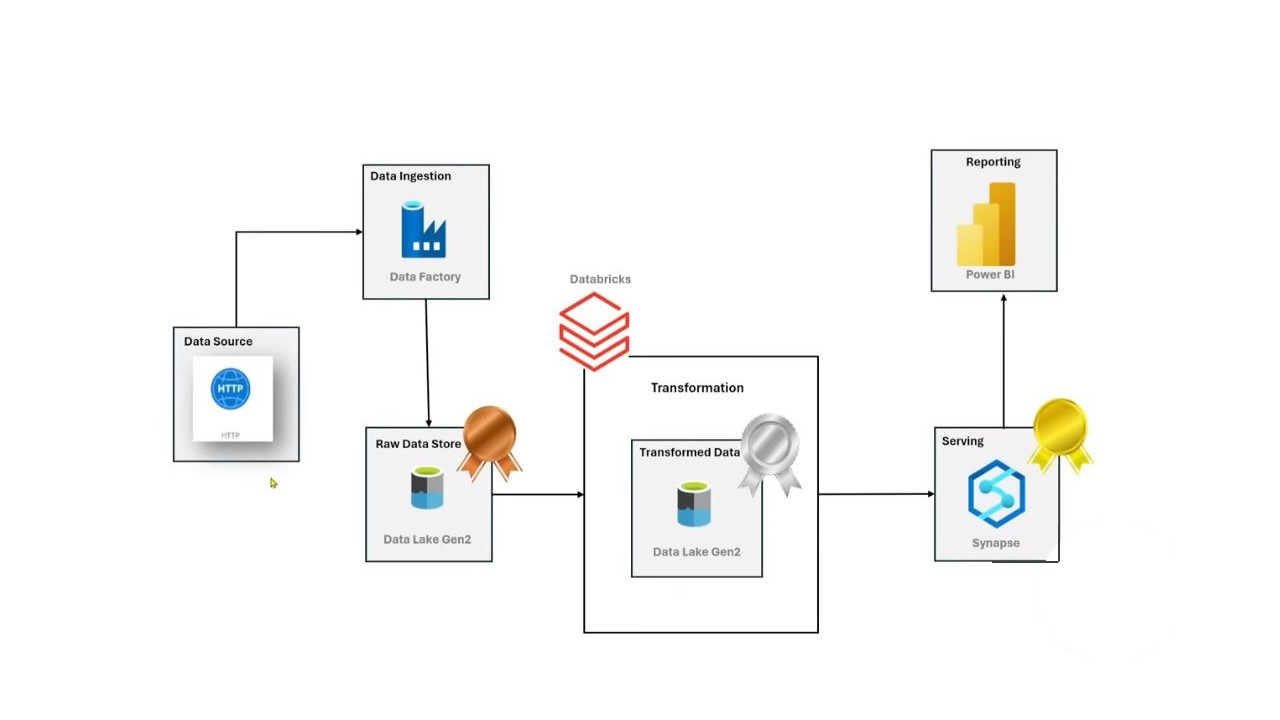 Data Source
HTTP
HTTP
Data Ingestion
Data Factory
Raw Data Store
Data Lake Gen2
Databricks
Transformation
Transformed Data
Data Lake Gen2
Serving
Synapse
Reporting
Power BI